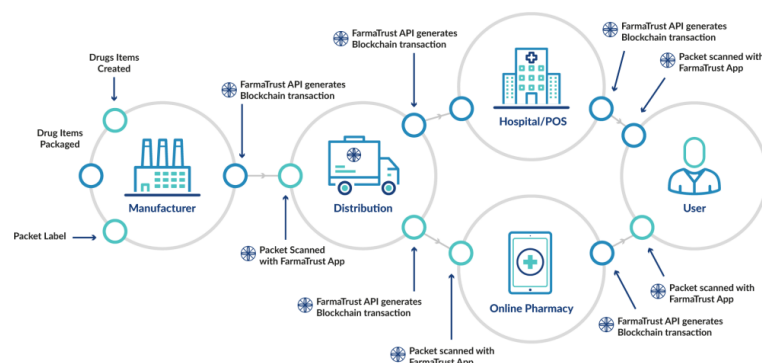 Drugs Items
Created
Drug Items
Packaged
Packet Label
Manufacturer
FarmaTrust API generates
Blockchain transaction
Packet Scanned
with FarmaTrust App
Distribution
FarmaTrust API generates
Blockchain transaction
FarmaTrust API generates
Blockchain transaction
Hospital/POS
Online Pharmacy
Packet scanned with
FarmaTrust App
FarmaTrust API generates
Blockchain transaction
Packet scanned with
FarmaTrust App
User
Packet scanned with
FarmaTrust App
FarmaTrust API generates
Blockchain transaction